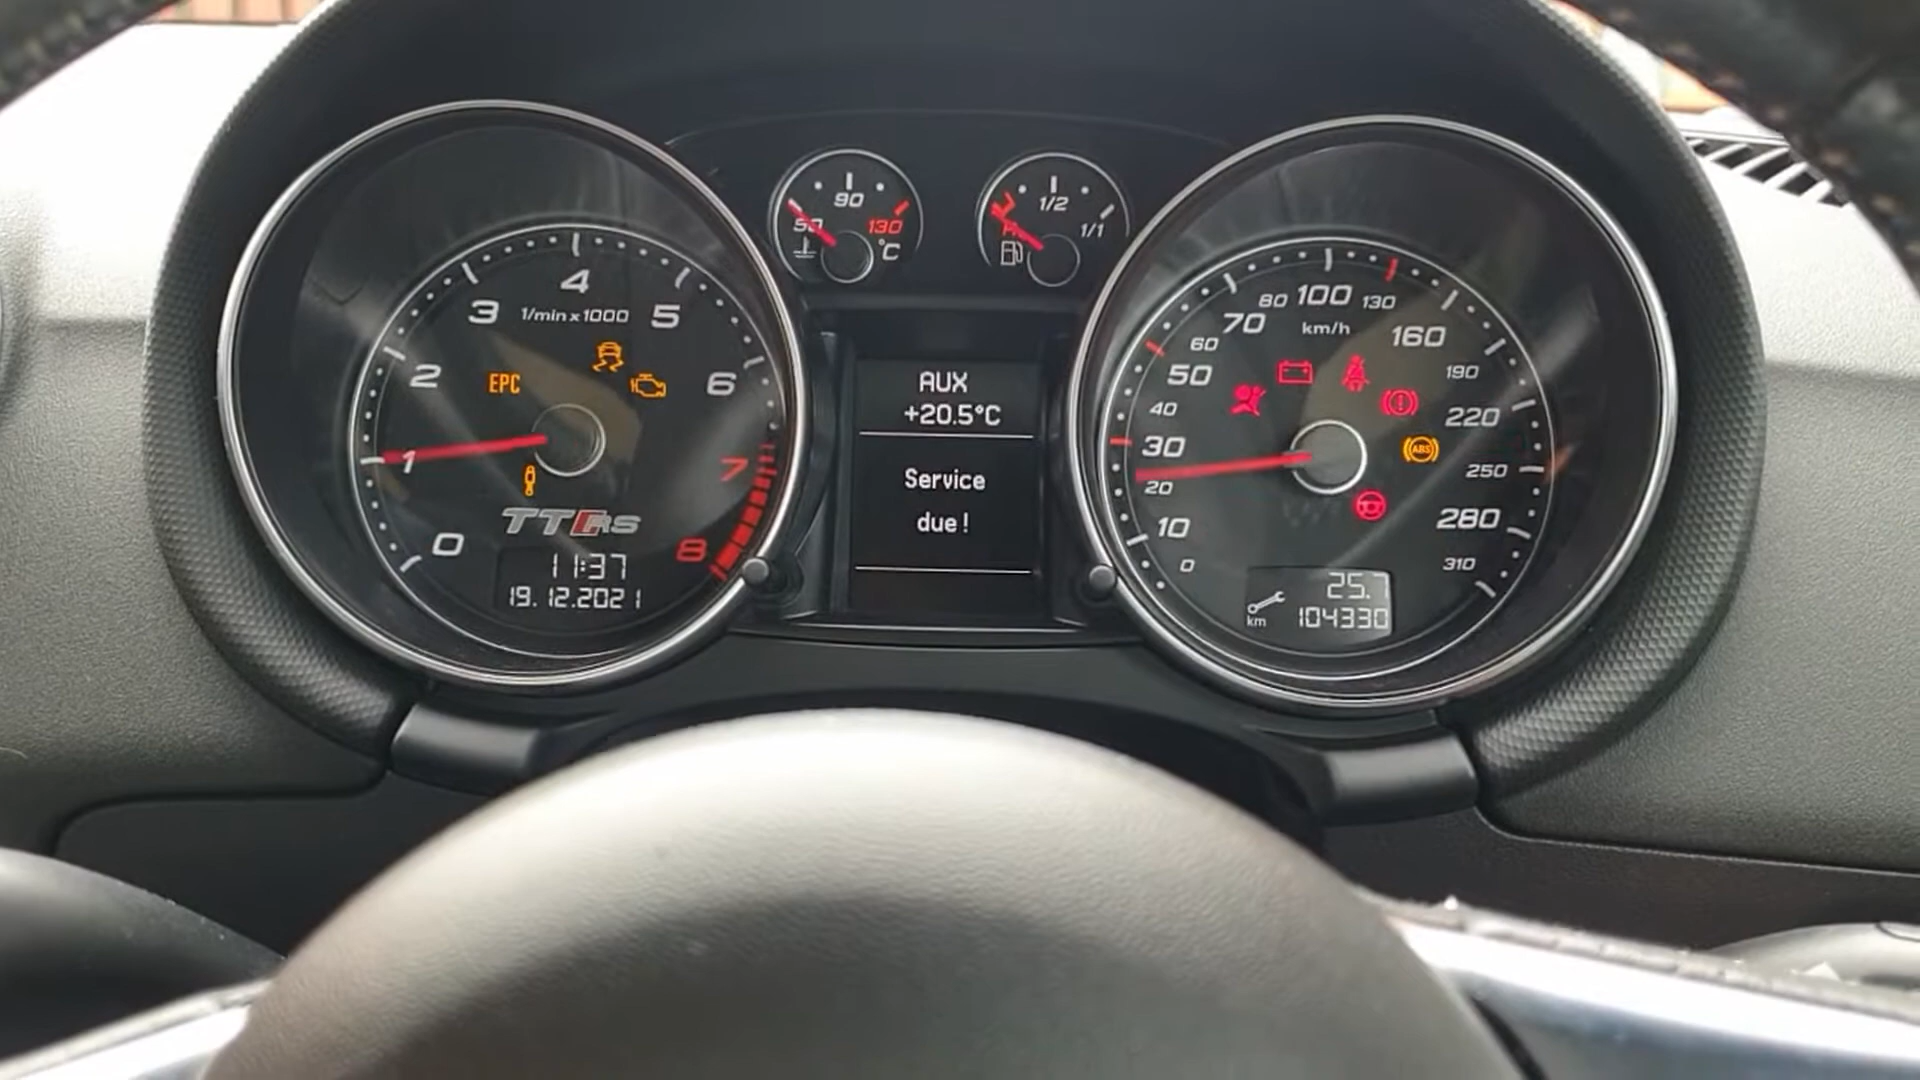 4
3
1/min x 1000
5
2
EPC
6
1
7
TTRS
0
8
11:37
19.12.2021
90
50
130
°C
1/2
R
1/1
AUX
+20.5°C
Service
due!
80
100
130
70
km/h
160
60
50
190
40
220
30
ABS
250
20
10
280
0
310
25.7
km
104330